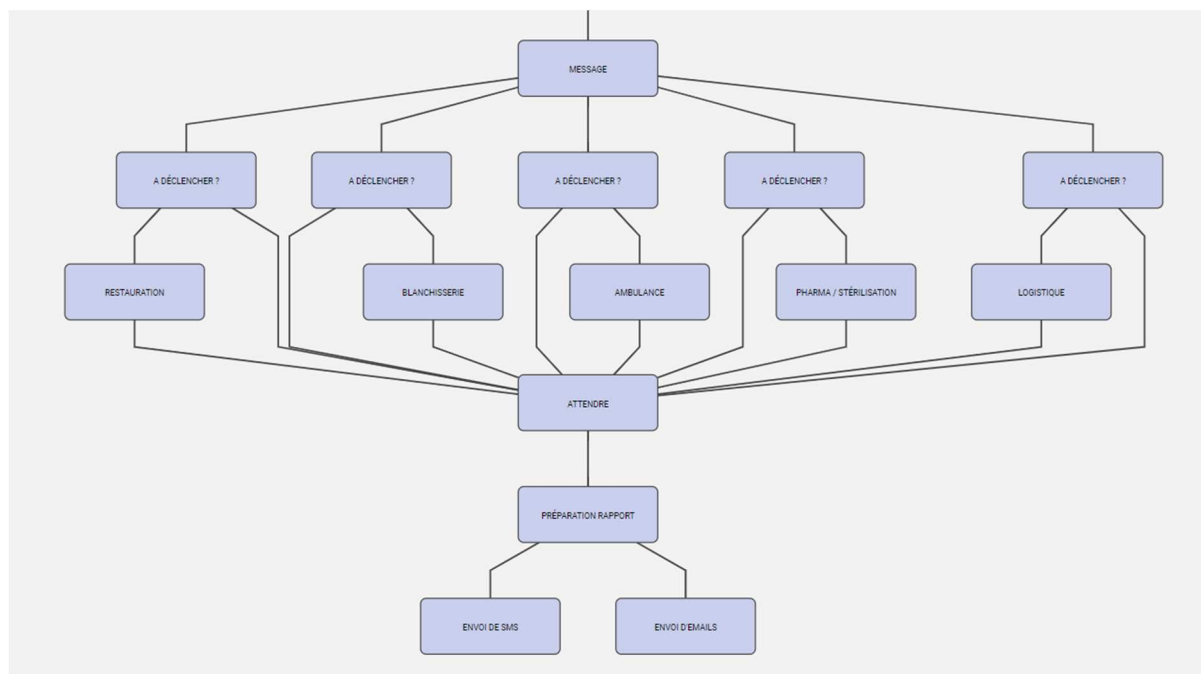 MESSAGE
A DÉCLENCHER ?
A DÉCLENCHER ?
A DÉCLENCHER ?
A DÉCLENCHER ?
A DÉCLENCHER ?
RESTAURATION
BLANCHISSERIE
AMBULANCE
PHARMA / STÉRILISATION
LOGISTIQUE
ATTENDRE
PRÉPARATION RAPPORT
ENVOI DE SMS
ENVOI D'EMAILS